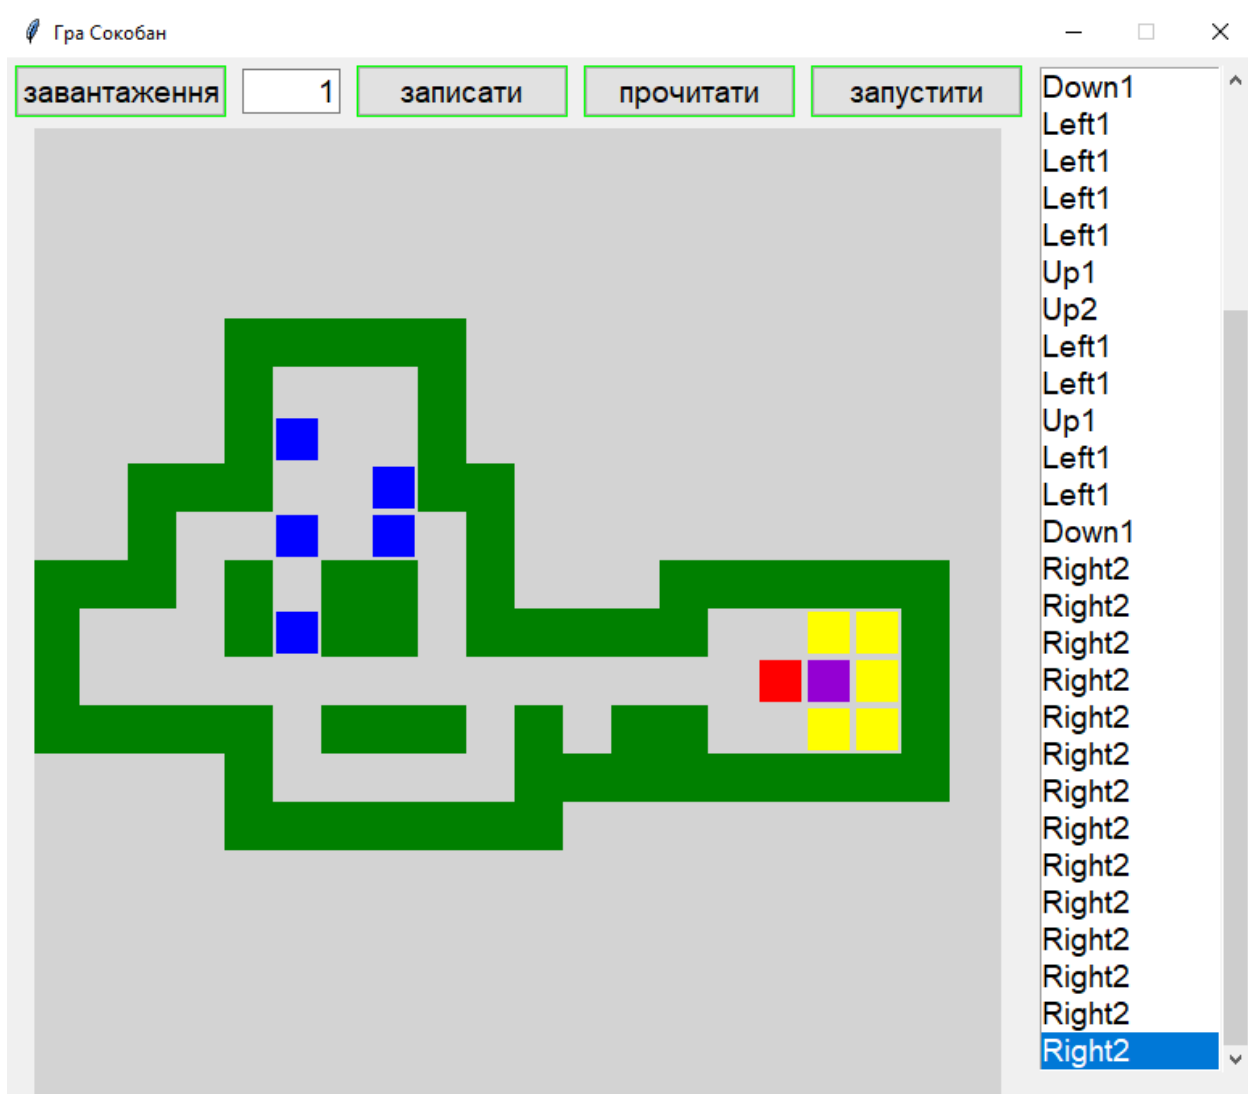 Гра Сокобан
завантаження 1 записати прочитати запустити
Down1
Left1
Left1
Left1
Left1
Up1
Up2
Left1
Left1
Up1
Left1
Left1
Down1
Right2
Right2
Right2
Right2
Right2
Right2
Right2
Right2
Right2
Right2
Right2
Right2
Right2
Right2